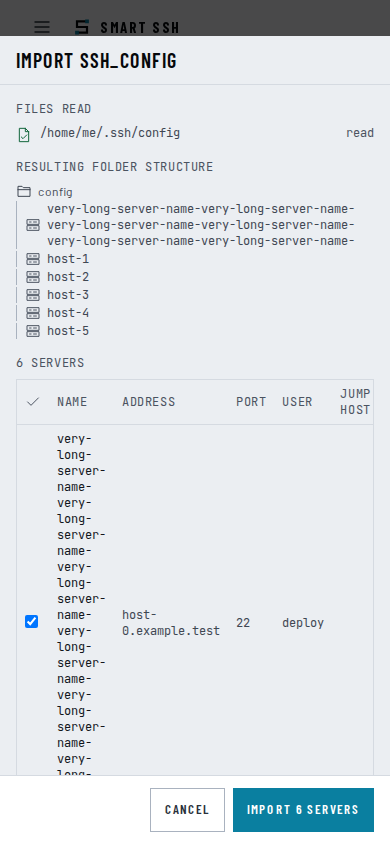 SMART SSH
IMPORT SSH_CONFIG
FILES READ
/home/me/.ssh/config read
RESULTING FOLDER STRUCTURE
config
very-long-server-name-very-long-server-name-
very-long-server-name-very-long-server-name-
very-long-server-name-very-long-server-name-
host-1
host-2
host-3
host-4
host-5
6 SERVERS
NAME ADDRESS PORT USER JUMP
HOST
very-
long-
server-
name-
very-
long-
server-
name-
very-
long-
server-
name-
very-
long-
server-
name-
very-
long-
server-
name-
very-
long-
host-
0.example.test
22
deploy
CANCEL
IMPORT 6 SERVERS